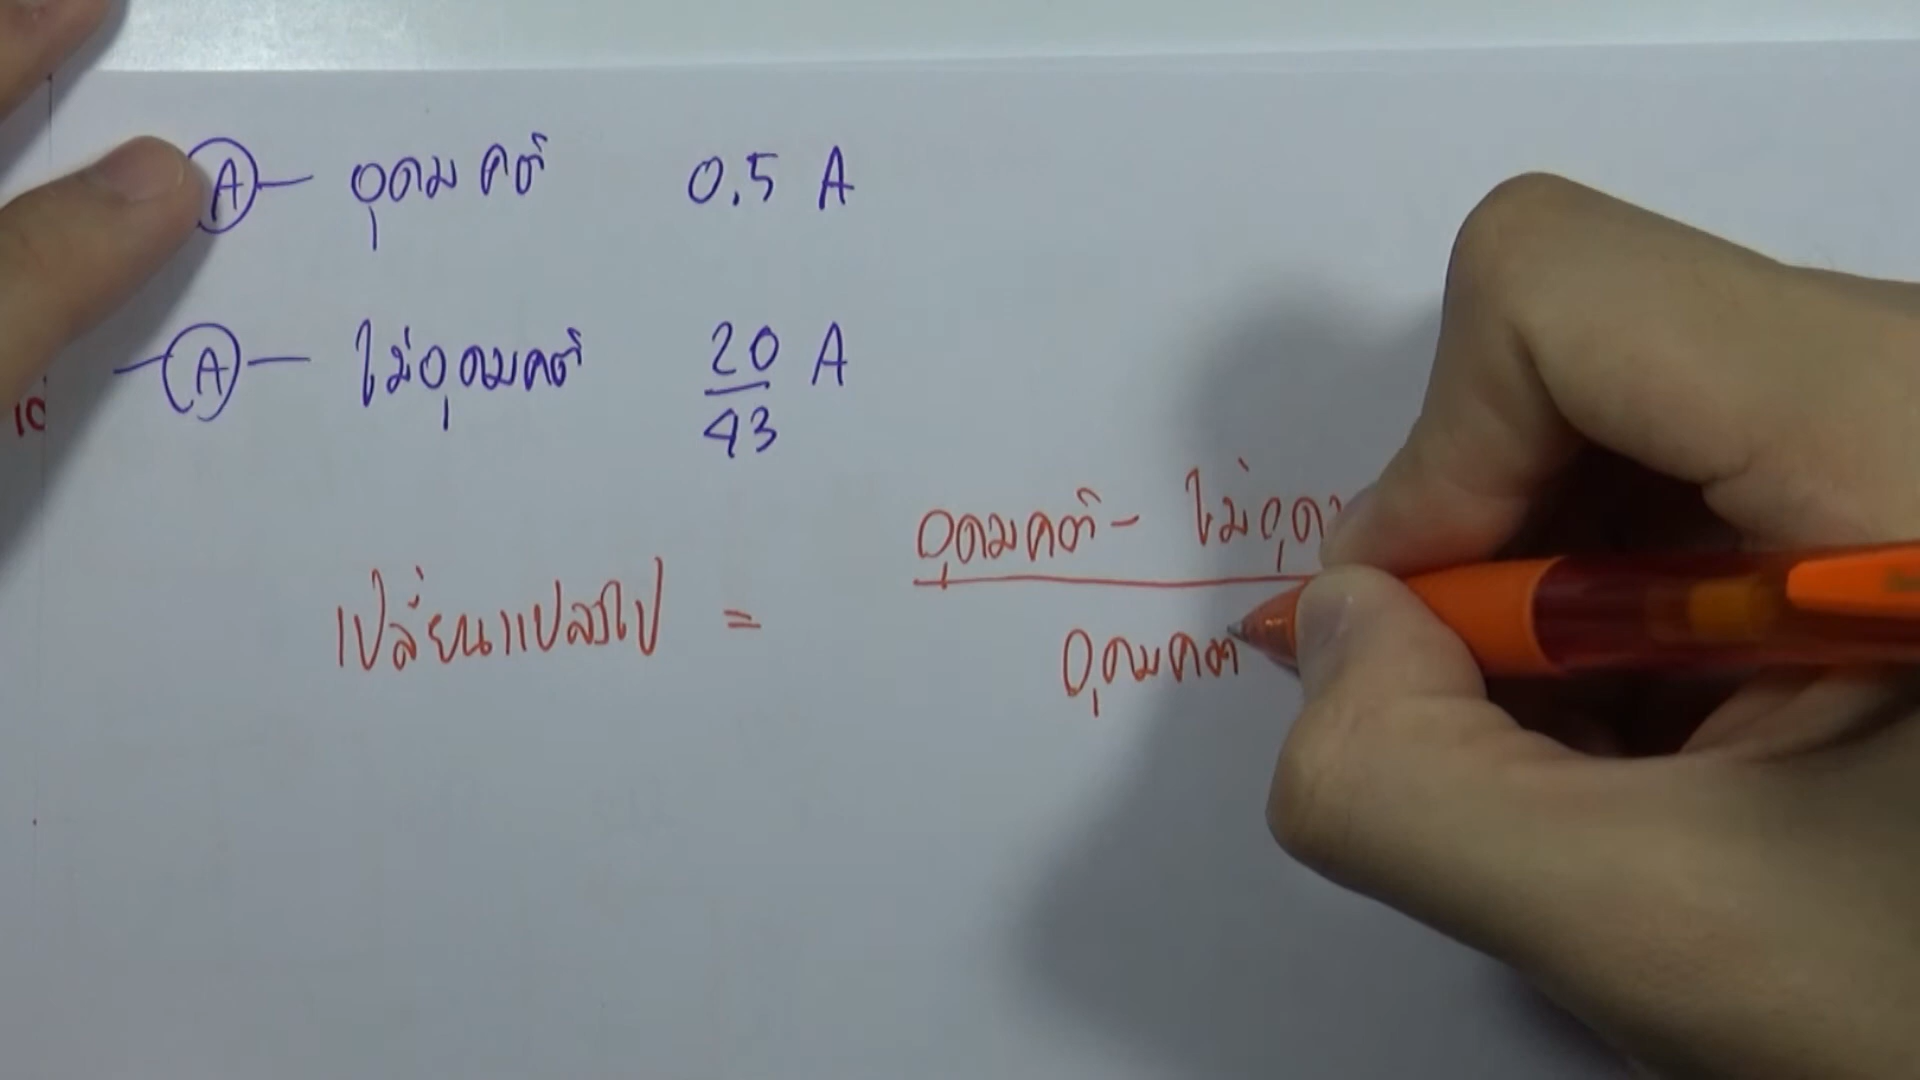 A อุดมคติ 0.5 A
A ไม่อุดมคติ 20/43 A
10
อุดมคติ - ไม่อุด
เปลี่ยนแปลงไป =
อุดมคต